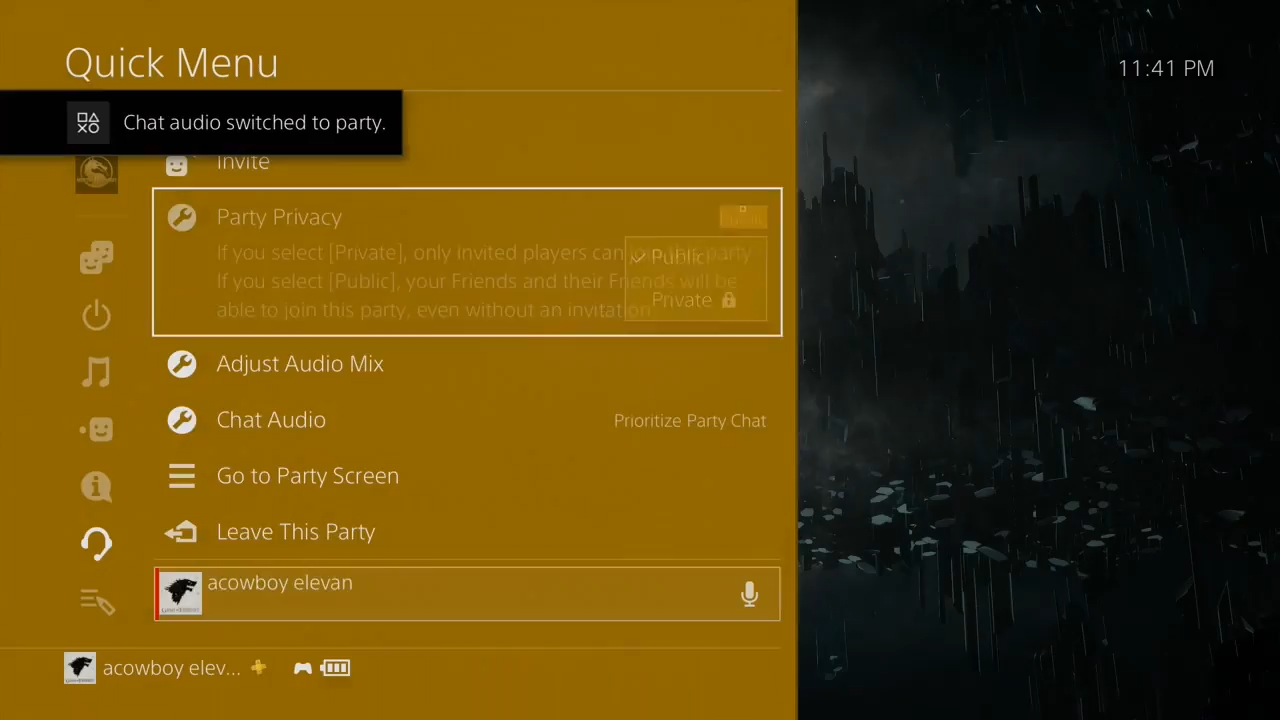 Quick Menu
11:41 PM
Chat audio switched to party.
Invite
Party Privacy
If you select [Private], only invited players can join this party
If you select [Public], your Friends and their Friends will be
able to join this party, even without an invitation
Public
Private
Adjust Audio Mix
Chat Audio
Prioritize Party Chat
Go to Party Screen
Leave This Party
acowboy elevan
acowboy elev...